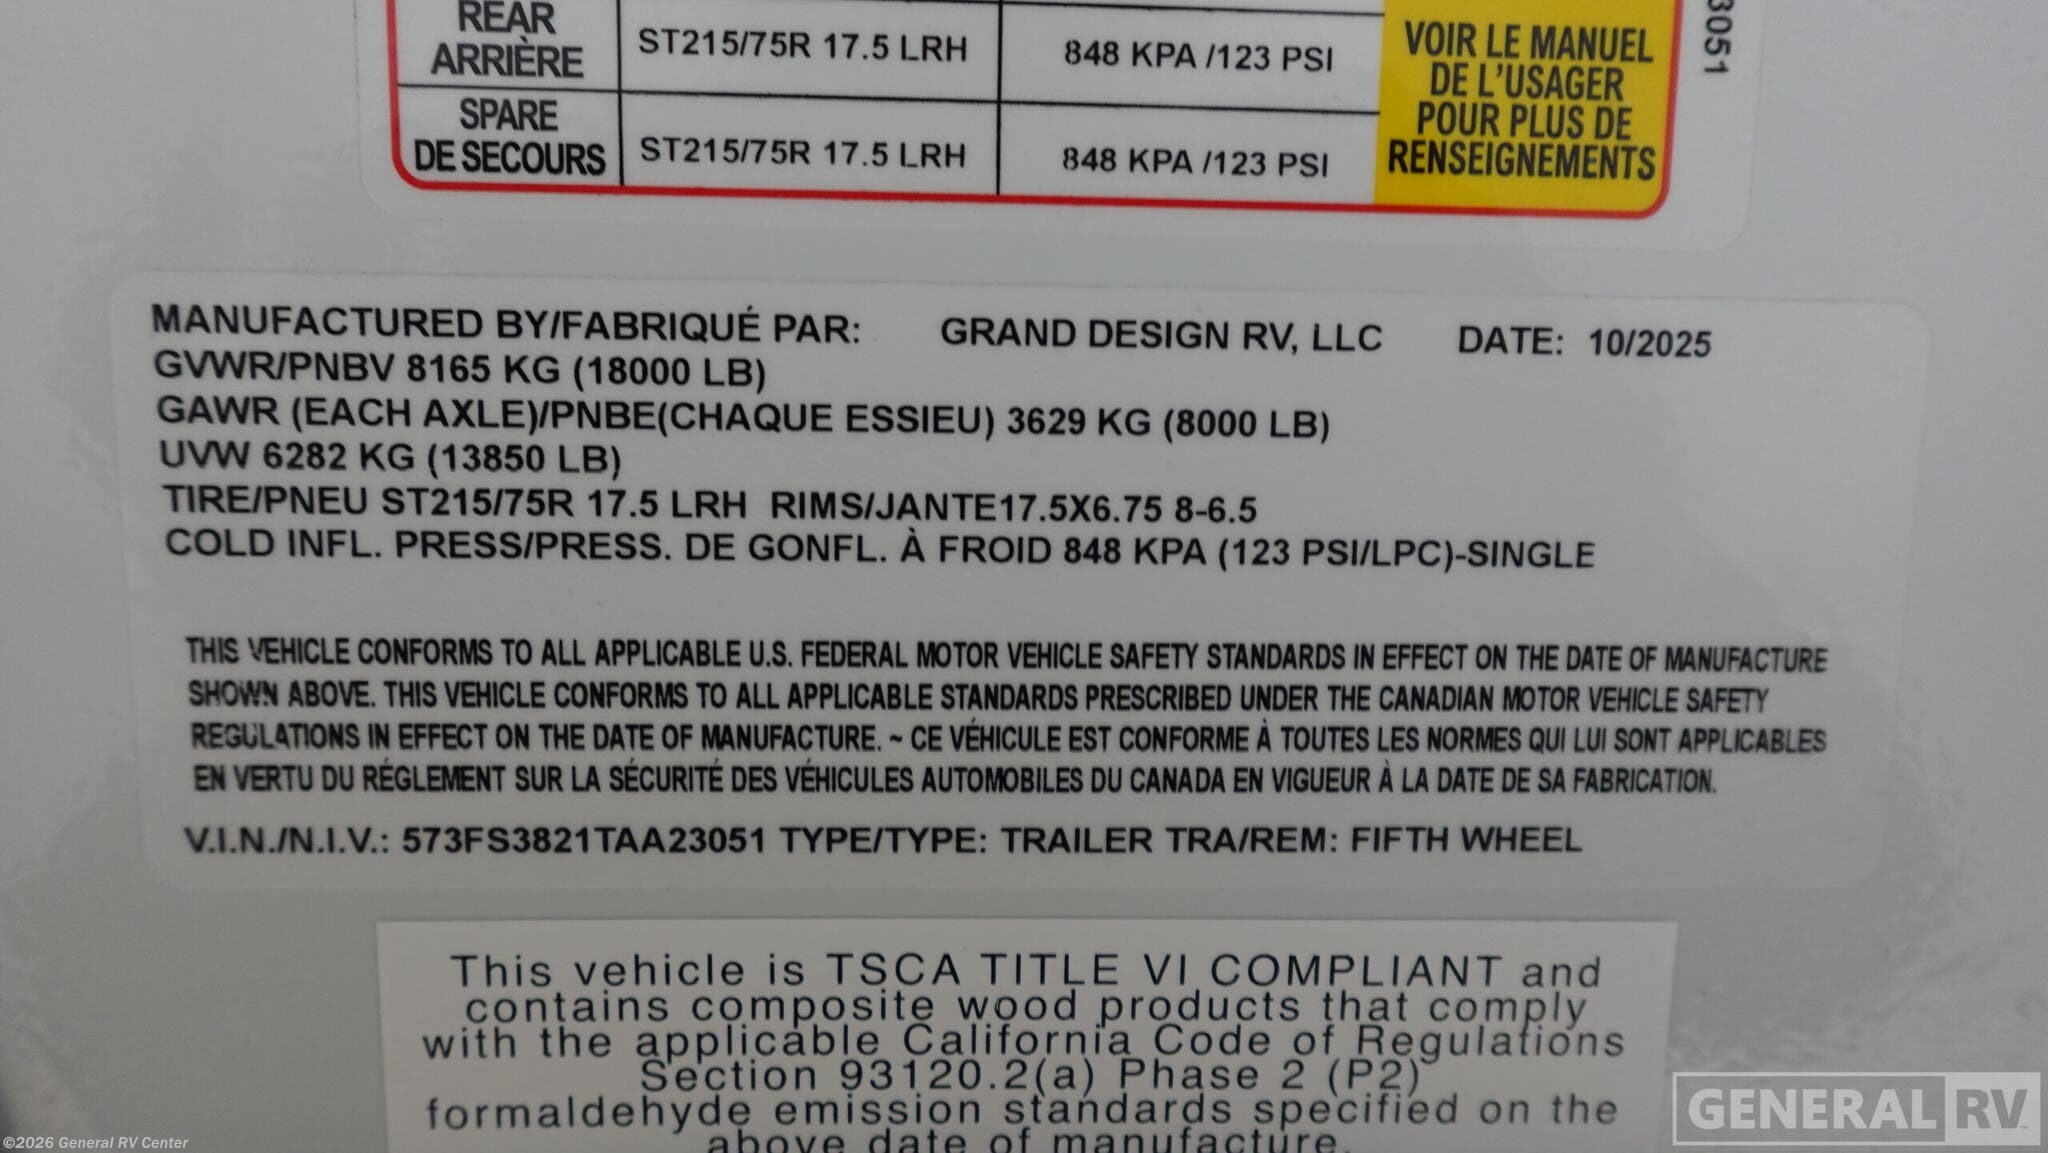 REAR
ARRIÈRE
ST215/75R 17.5 LRH
848 KPA /123 PSI
SPARE
DE SECOURS
ST215/75R 17.5 LRH
848 KPA /123 PSI
VOIR LE MANUEL
DE L'USAGER
POUR PLUS DE
RENSEIGNEMENTS
3051
MANUFACTURED BY/FABRIQUÉ PAR: GRAND DESIGN RV, LLC DATE: 10/2025
GVWR/PNBV 8165 KG (18000 LB)
GAWR (EACH AXLE)/PNBE(CHAQUE ESSIEU) 3629 KG (8000 LB)
UVW 6282 KG (13850 LB)
TIRE/PNEU ST215/75R 17.5 LRH RIMS/JANTE17.5X6.75 8-6.5
COLD INFL. PRESS/PRESS. DE GONFL. À FROID 848 KPA (123 PSI/LPC)-SINGLE
THIS VEHICLE CONFORMS TO ALL APPLICABLE U.S. FEDERAL MOTOR VEHICLE SAFETY STANDARDS IN EFFECT ON THE DATE OF MANUFACTURE
SHOWN ABOVE. THIS VEHICLE CONFORMS TO ALL APPLICABLE STANDARDS PRESCRIBED UNDER THE CANADIAN MOTOR VEHICLE SAFETY
REGULATIONS IN EFFECT ON THE DATE OF MANUFACTURE. ~ CE VÉHICULE EST CONFORME À TOUTES LES NORMES QUI LUI SONT APPLICABLES
EN VERTU DU RÉGLEMENT SUR LA SÉCURITÉ DES VÉHICULES AUTOMOBILES DU CANADA EN VIGUEUR À LA DATE DE SA FABRICATION.
V.I.N./N.I.V.: 573FS3821TAA23051 TYPE/TYPE: TRAILER TRA/REM: FIFTH WHEEL
This vehicle is TSCA TITLE VI COMPLIANT and
contains composite wood products that comply
with the applicable California Code of Regulations
Section 93120.2(a) Phase 2 (P2)
formaldehyde emission standards specified on the
above date of manufacture.
©2026 General RV Center
GENERAL RV